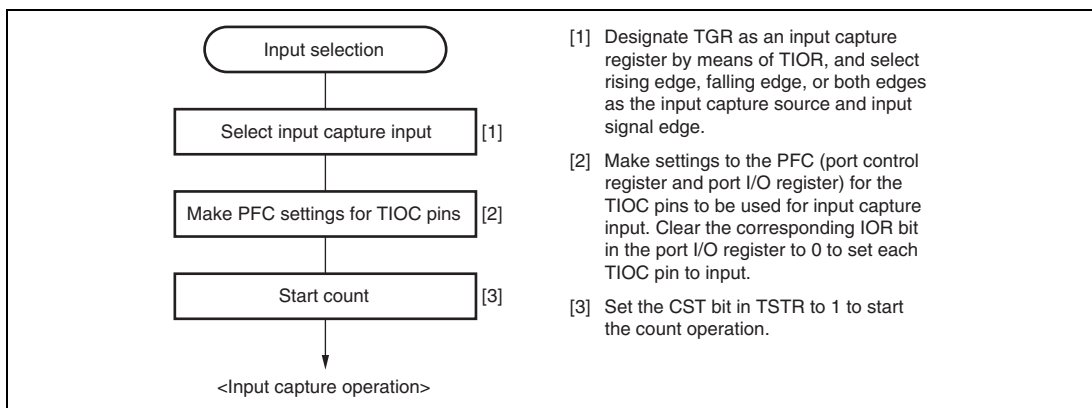 Input selection
Select input capture input
[1]
Make PFC settings for TIOC pins
[2]
Start count
[3]
<Input capture operation>
[1] Designate TGR as an input capture
register by means of TIOR, and select
rising edge, falling edge, or both edges
as the input capture source and input
signal edge.
[2] Make settings to the PFC (port control
register and port I/O register) for the
TIOC pins to be used for input capture
input. Clear the corresponding IOR bit
in the port I/O register to 0 to set each
TIOC pin to input.
[3] Set the CST bit in TSTR to 1 to start
the count operation.